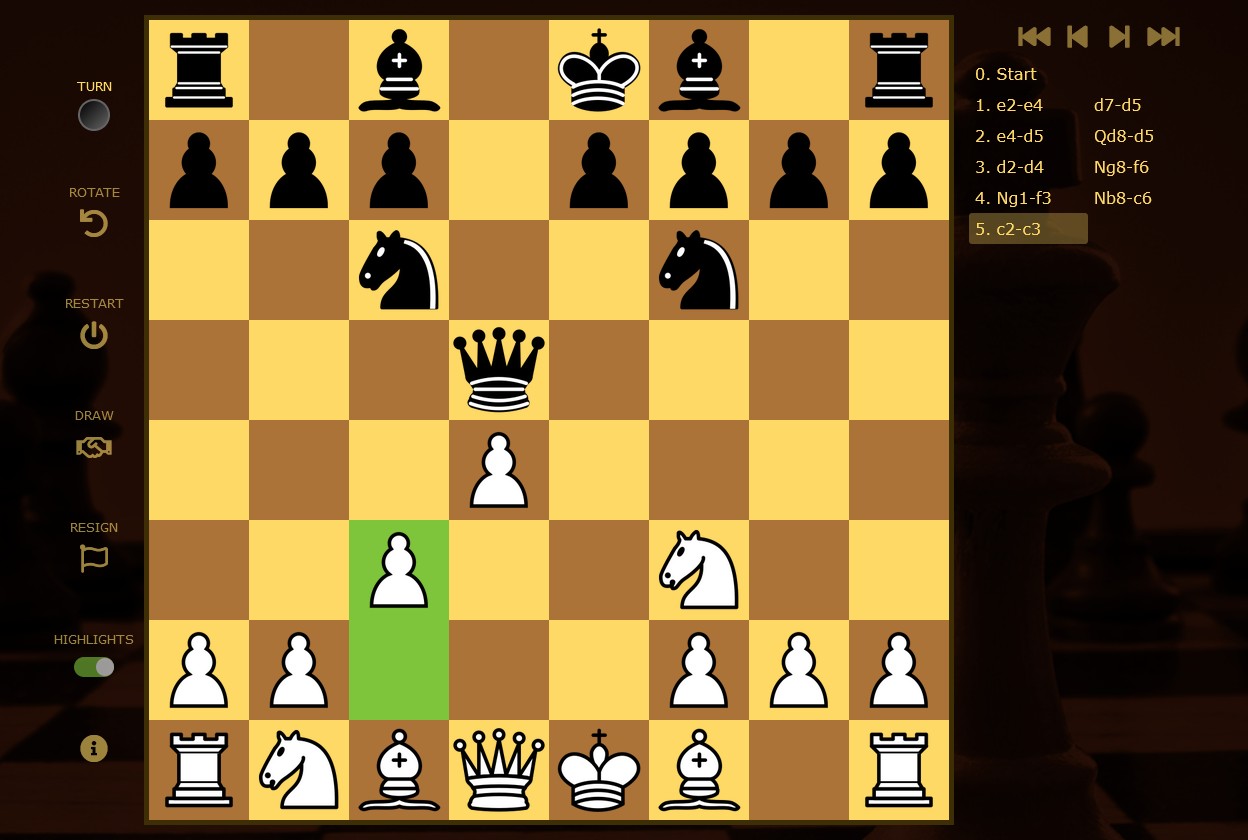 TURN
ROTATE
RESTART
DRAW
RESIGN
HIGHLIGHTS
0. Start
1. e2-e4 d7-d5
2. e4-d5 Qd8-d5
3. d2-d4 Ng8-f6
4. Ng1-f3 Nb8-c6
5. c2-c3